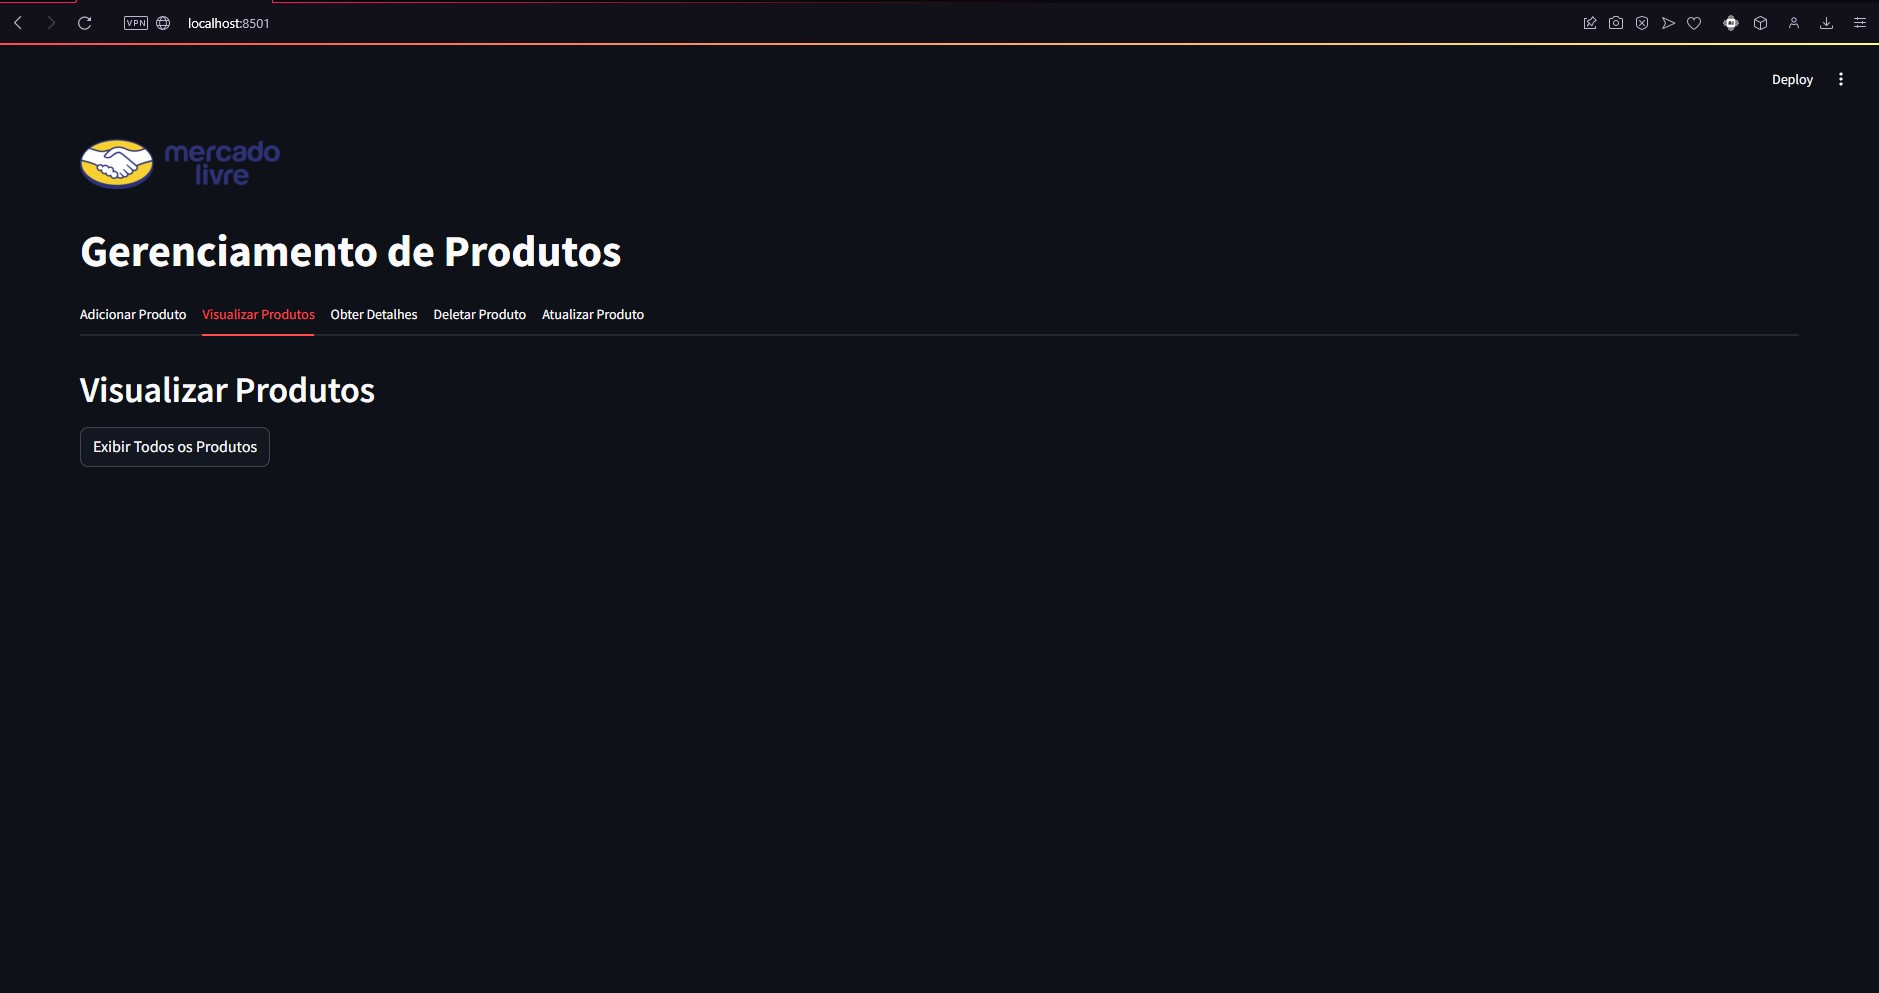 VPN localhost:8501
Deploy
mercado
livre
Gerenciamento de Produtos
Adicionar Produto Visualizar Produtos Obter Detalhes Deletar Produto Atualizar Produto
Visualizar Produtos
Exibir Todos os Produtos